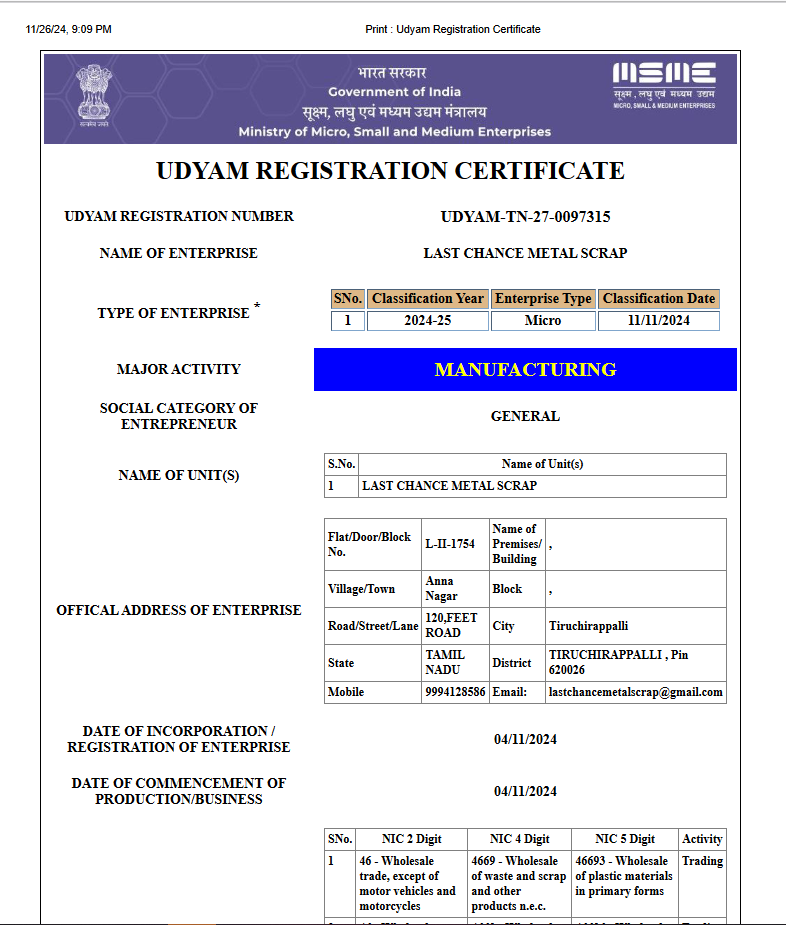 11/26/24, 9:09 PM Print : Udyam Registration Certificate
भारत सरकार
Government of India
सूक्ष्म, लघु एवं मध्यम उद्यम मंत्रालय
Ministry of Micro, Small and Medium Enterprises
सत्यमेव जयते
MSME
सूक्ष्म, लघु एवं मध्यम उद्यम
MICRO, SMALL & MEDIUM ENTERPRISES
UDYAM REGISTRATION CERTIFICATE
UDYAM REGISTRATION NUMBER UDYAM-TN-27-0097315
NAME OF ENTERPRISE LAST CHANCE METAL SCRAP
TYPE OF ENTERPRISE *
SNo. Classification Year Enterprise Type Classification Date
1 2024-25 Micro 11/11/2024
MAJOR ACTIVITY MANUFACTURING
SOCIAL CATEGORY OF
ENTREPRENEUR
GENERAL
NAME OF UNIT(S)
S.No. Name of Unit(s)
1 LAST CHANCE METAL SCRAP
OFFICAL ADDRESS OF ENTERPRISE
Flat/Door/Block
No.
L-II-1754
Name of
Premises/
Building
,
Village/Town
Anna
Nagar
Block
,
Road/Street/Lane
120,FEET
ROAD
City
Tiruchirappalli
State
TAMIL
NADU
District
TIRUCHIRAPPALLI , Pin
620026
Mobile 9994128586 Email: lastchancemetalscrap@gmail.com
DATE OF INCORPORATION /
REGISTRATION OF ENTERPRISE
04/11/2024
DATE OF COMMENCEMENT OF
PRODUCTION/BUSINESS
04/11/2024
SNo. NIC 2 Digit NIC 4 Digit NIC 5 Digit Activity
1
46 - Wholesale
trade, except of
motor vehicles and
motorcycles
4669 - Wholesale
of waste and scrap
and other
products n.e.c.
46693 - Wholesale
of plastic materials
in primary forms
Trading